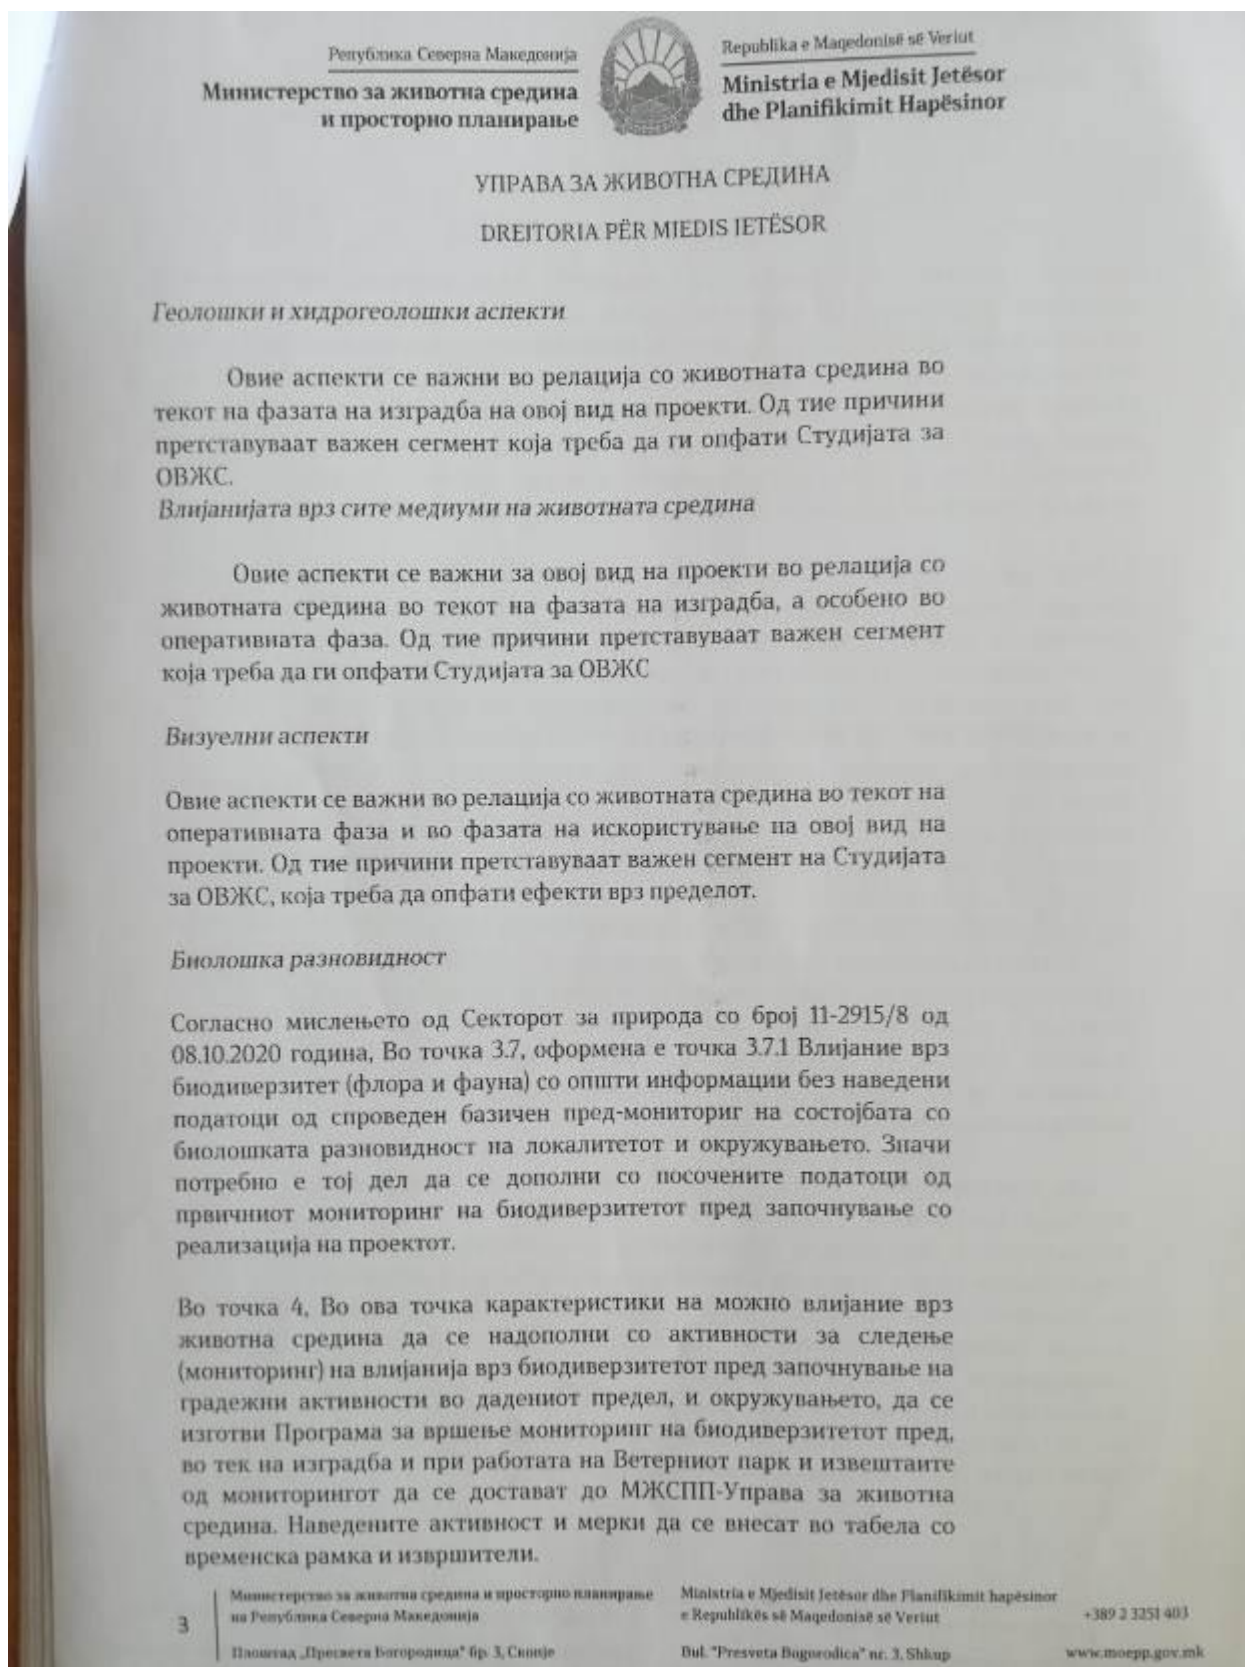 Република Северна Македонија
Министерство за животна средина
и просторно планирање
Republika e Maqedonisë së Veriut
Ministria e Mjedisit Jetësor
dhe Planifikimit Hapësinor
УПРАВА ЗА ЖИВОТНА СРЕДИНА
DREJTORIA PËR MJEDIS JETËSOR
Геолошки и хидрогеолошки аспекти
Овие аспекти се важни во релација со животната средина во
текот на фазата на изградба на овој вид на проекти. Од тие причини
претставуваат важен сегмент која треба да ги опфати Студијата за
ОВЖС.
Влијанијата врз сите медиуми на животната средина
Овие аспекти се важни за овој вид на проекти во релација со
животната средина во текот на фазата на изградба, а особено во
оперативната фаза. Од тие причини претставуваат важен сегмент
која треба да ги опфати Студијата за ОВЖС
Визуелни аспекти
Овие аспекти се важни во релација со животната средина во текот на
оперативната фаза и во фазата на искористување на овој вид на
проекти. Од тие причини претставуваат важен сегмент на Студијата
за ОВЖС, која треба да опфати ефекти врз пределот.
Биолошка разновидност
Согласно мислењето од Секторот за природа со број 11-2915/8 од
08.10.2020 година, Во точка 3.7, оформена е точка 3.7.1 Влијание врз
биодиверзитет (флора и фауна) со општи информации без наведени
податоци од спроведен базичен пред-мониториг на состојбата со
биолошката разновидност на локалитетот и окружувањето. Значи
потребно е тој дел да се дополни со посочените податоци од
првичниот мониторинг на биодиверзитетот пред започнување со
реализација на проектот.
Во точка 4, Во ова точка карактеристики на можно влијание врз
животна средина да се надополни со активности за следење
(мониторинг) на влијанија врз биодиверзитетот пред започнување на
градежни активности во дадениот предел, и окружувањето, да се
изготви Програма за вршење мониторинг на биодиверзитетот пред,
во тек на изградба и при работата на Ветерниот парк и извештаите
од мониторингот да се достават до МЖСПП-Управа за животна
средина. Наведените активност и мерки да се внесат во табела со
временска рамка и извршители.
3
Министерство за животна средина и просторно планирање
на Република Северна Македонија
Плоштад „Пресвета Богородица" бр. 3, Скопје
Ministria e Mjedisit Jetësor dhe Planifikimit hapësinor
e Republikës së Maqedonisë së Veriut
Bul. "Presveta Bogorodica" nr. 3, Shkup
+389 2 3251 403
www.moepp.gov.mk